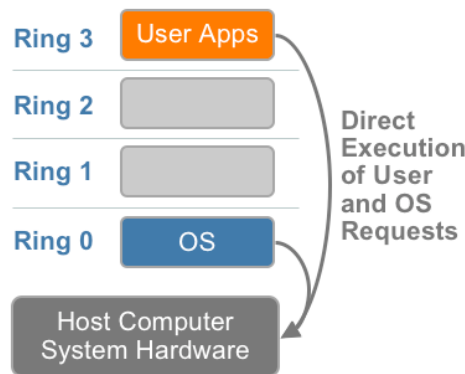 Ring 3
User Apps
Ring 2
Ring 1
Ring 0
OS
Direct
Execution
of User
and OS
Requests
Host Computer
System Hardware